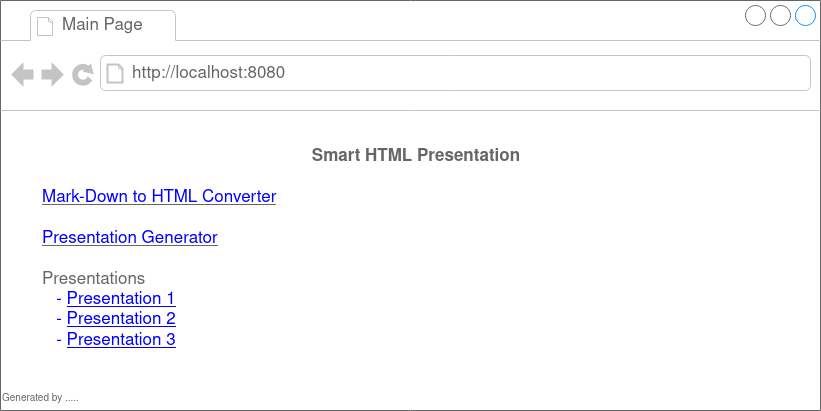 Main Page
http://localhost:8080
Smart HTML Presentation
Mark-Down to HTML Converter
Presentation Generator
Presentations
- Presentation 1
- Presentation 2
- Presentation 3
Generated by .....